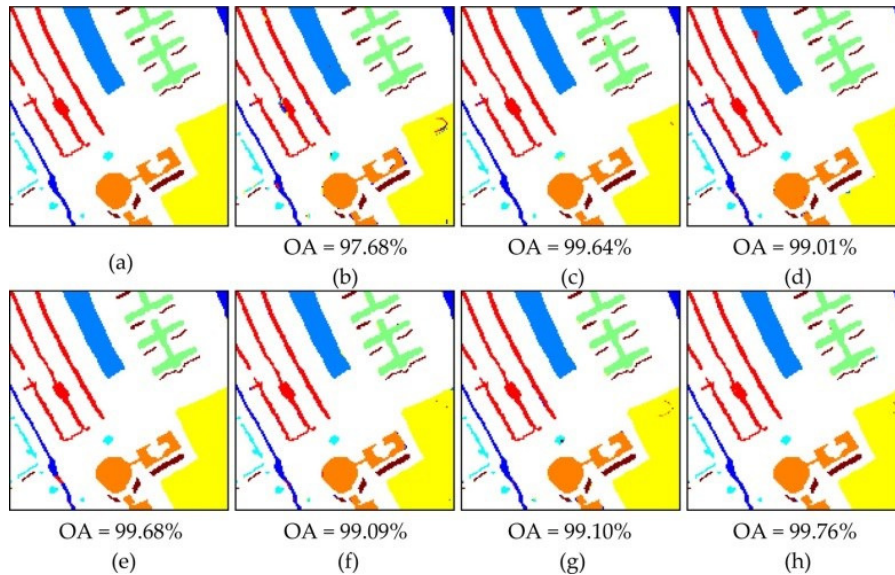 OA = 97.68% OA = 99.64% OA = 99.01%
(a) (b) (c) (d)
OA = 99.68% OA = 99.09% OA = 99.10% OA = 99.76%
(e) (f) (g) (h)